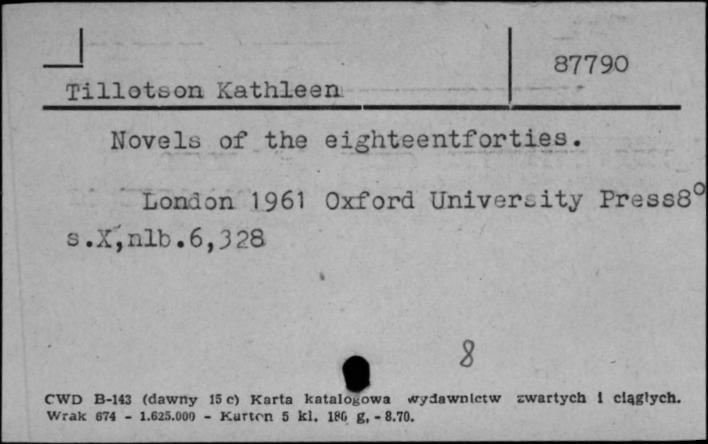 87790
Tillotson Kathleen
Novels of the eighteentforties.
London 1961 Oxford University Press8°
s.X,nlb.6,328
8
CWD B-143 (dawny 15 c) Karta katalogowa wydawnictw zwartych i ciągłych.
Wrak 674 - 1.625.000 - Karton 5 kl. 180 g. - 8.70.